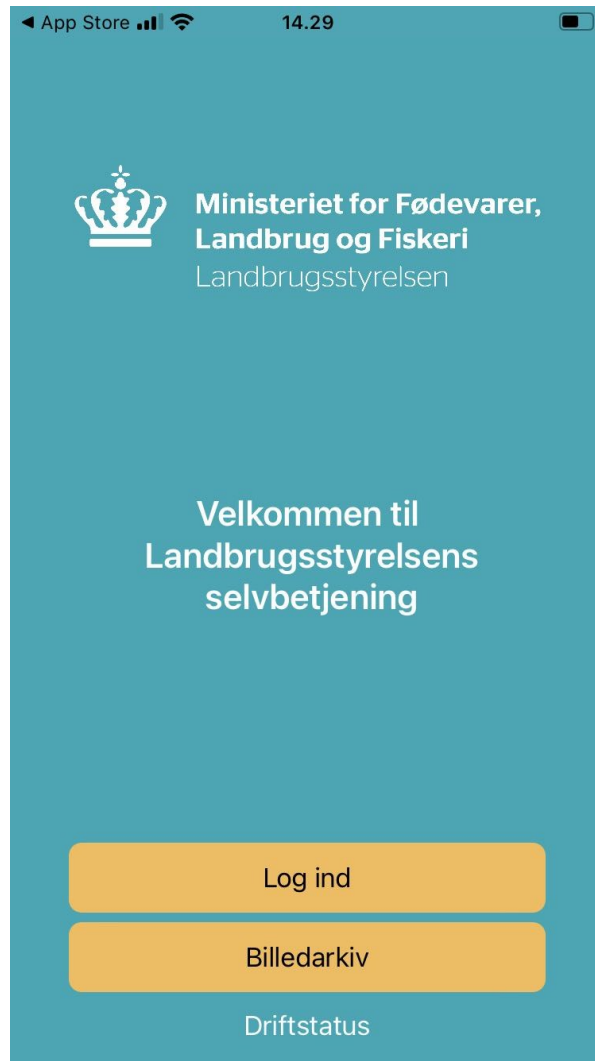 ◀ App Store 14.29
Ministeriet for Fødevarer,
Landbrug og Fiskeri
Landbrugsstyrelsen
Velkommen til
Landbrugsstyrelsens
selvbetjening
Log ind
Billedarkiv
Driftstatus